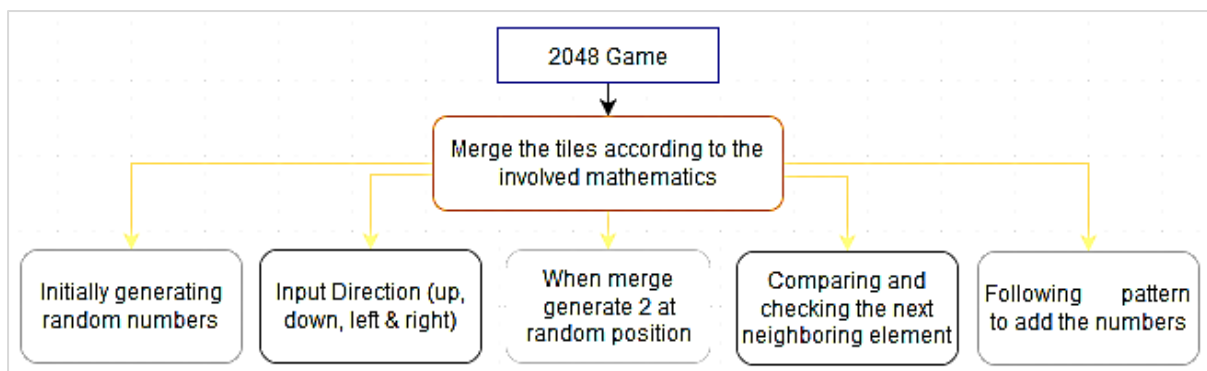 2048 Game
Merge the tiles according to the
involved mathematics
Initially generating
random numbers
Input Direction (up,
down, left & right)
When merge
generate 2 at
random position
Comparing and
checking the next
neighboring element
Following pattern
to add the numbers